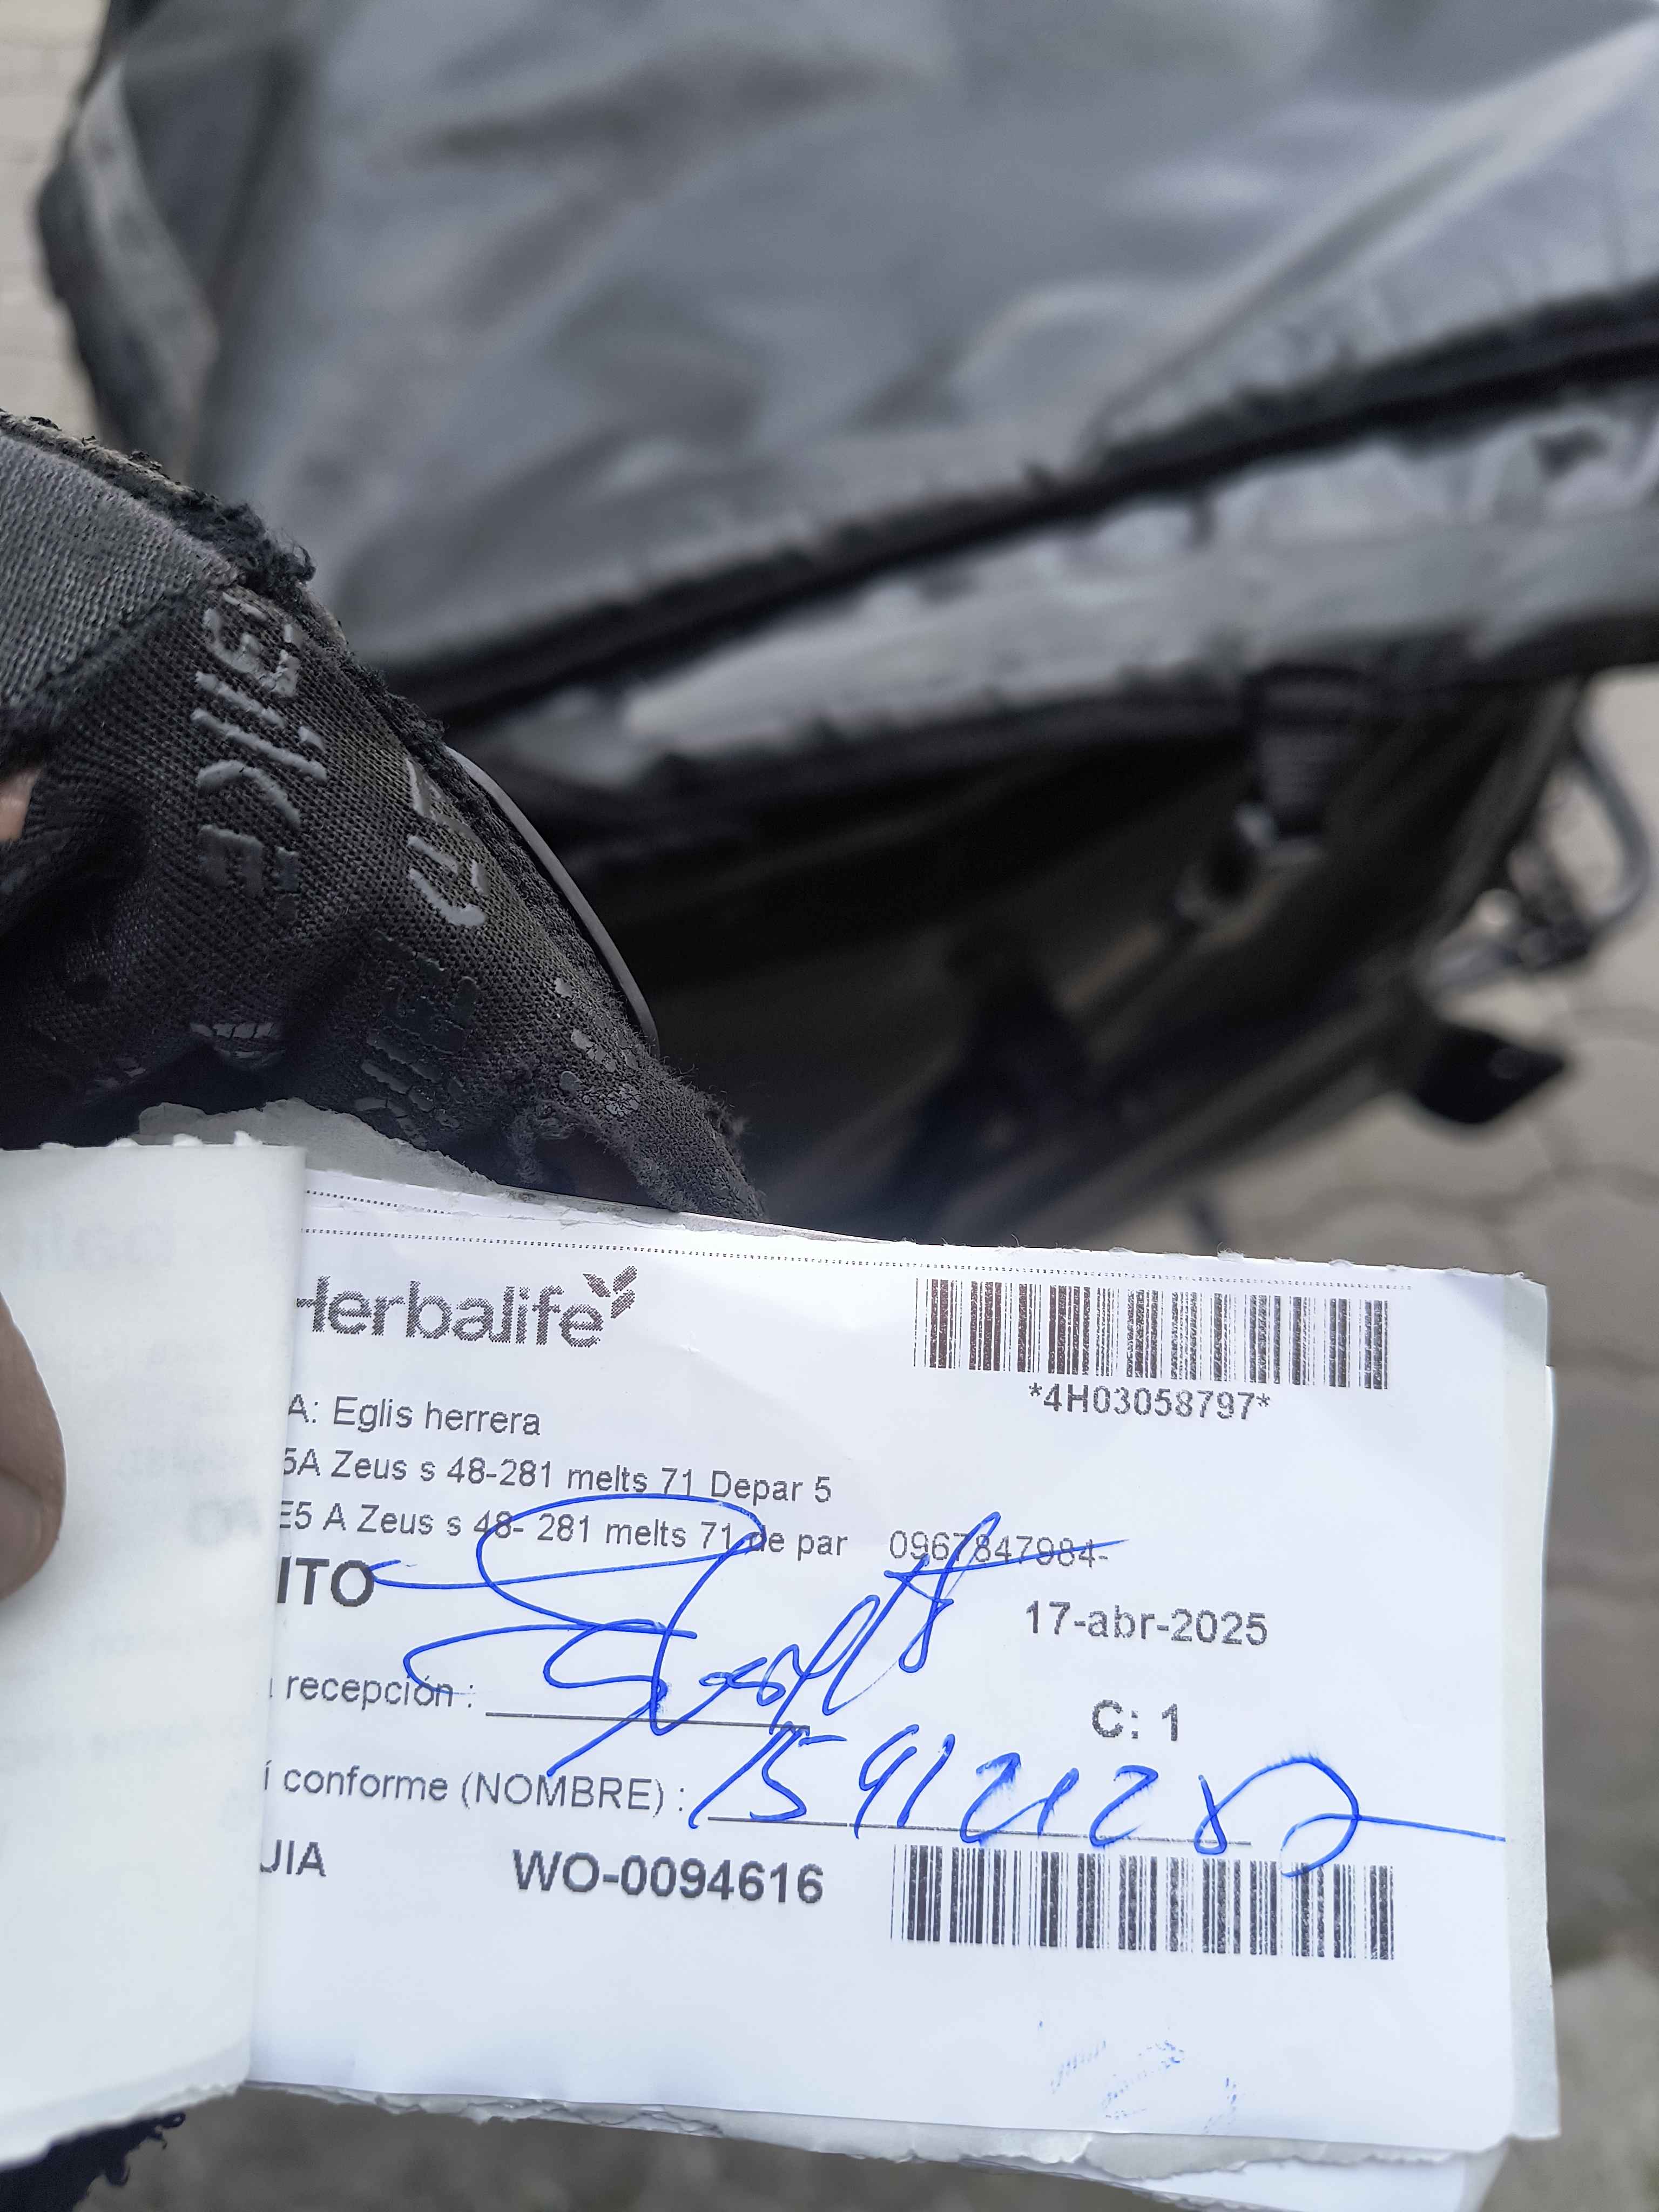 Herbalife
*4H03058797*
A: Eglis herrera
5A Zeus s 48-281 melts 71 Depar 5
E5 A Zeus s 48- 281 melts 71 de par 0967847984-
ITO
17-abr-2025
recepción :
C: 1
í conforme (NOMBRE) :
UIA WO-0094616